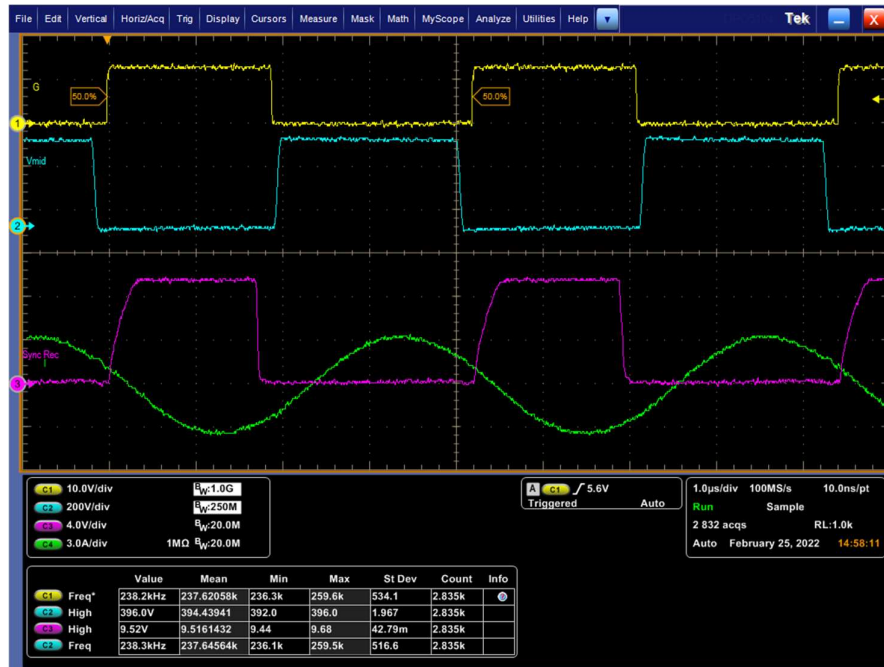 File Edit Vertical Horiz/Acq Trig Display Cursors Measure Mask Math MyScope Analyze Utilities Help Tek X
G
50.0% 50.0%
1
Vmid
2
Sync Rec
3
C1 10.0V/div BW:1.0G
C2 200V/div BW:250M
C3 4.0V/div BW:20.0M
C4 3.0A/div 1MΩ BW:20.0M
A C1 5.6V
Triggered Auto
1.0µs/div 100MS/s 10.0ns/pt
Run Sample
2 832 acqs RL:1.0k
Auto February 25, 2022 14:58:11
Value Mean Min Max St Dev Count Info
C1 Freq* 238.2kHz 237.62058k 236.3k 259.6k 534.1 2.835k
C2 High 396.0V 394.43941 392.0 396.0 1.967 2.835k
C3 High 9.52V 9.5161432 9.44 9.68 42.79m 2.835k
C2 Freq 238.3kHz 237.64564k 236.1k 259.5k 516.6 2.835k